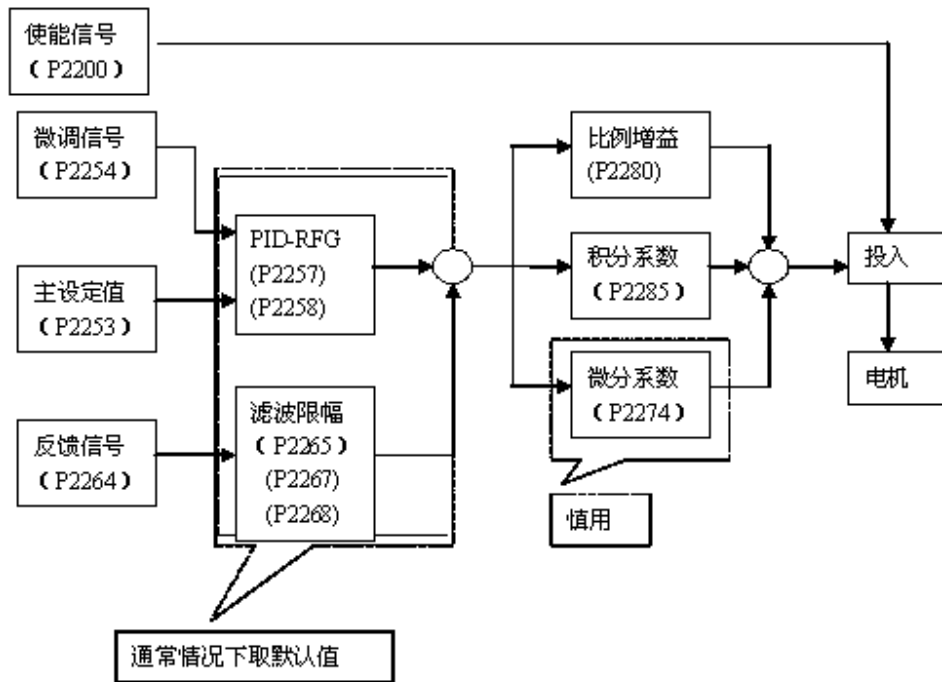 使能信号
（P2200）
微调信号
（P2254）
主设定值
（P2253）
反馈信号
（P2264）
PID-RFG
(P2257)
(P2258)
滤波限幅
（P2265）
(P2267)
(P2268)
通常情况下取默认值
比例增益
(P2280)
积分系数
（P2285）
微分系数
（P2274）
慎用
投入
电机